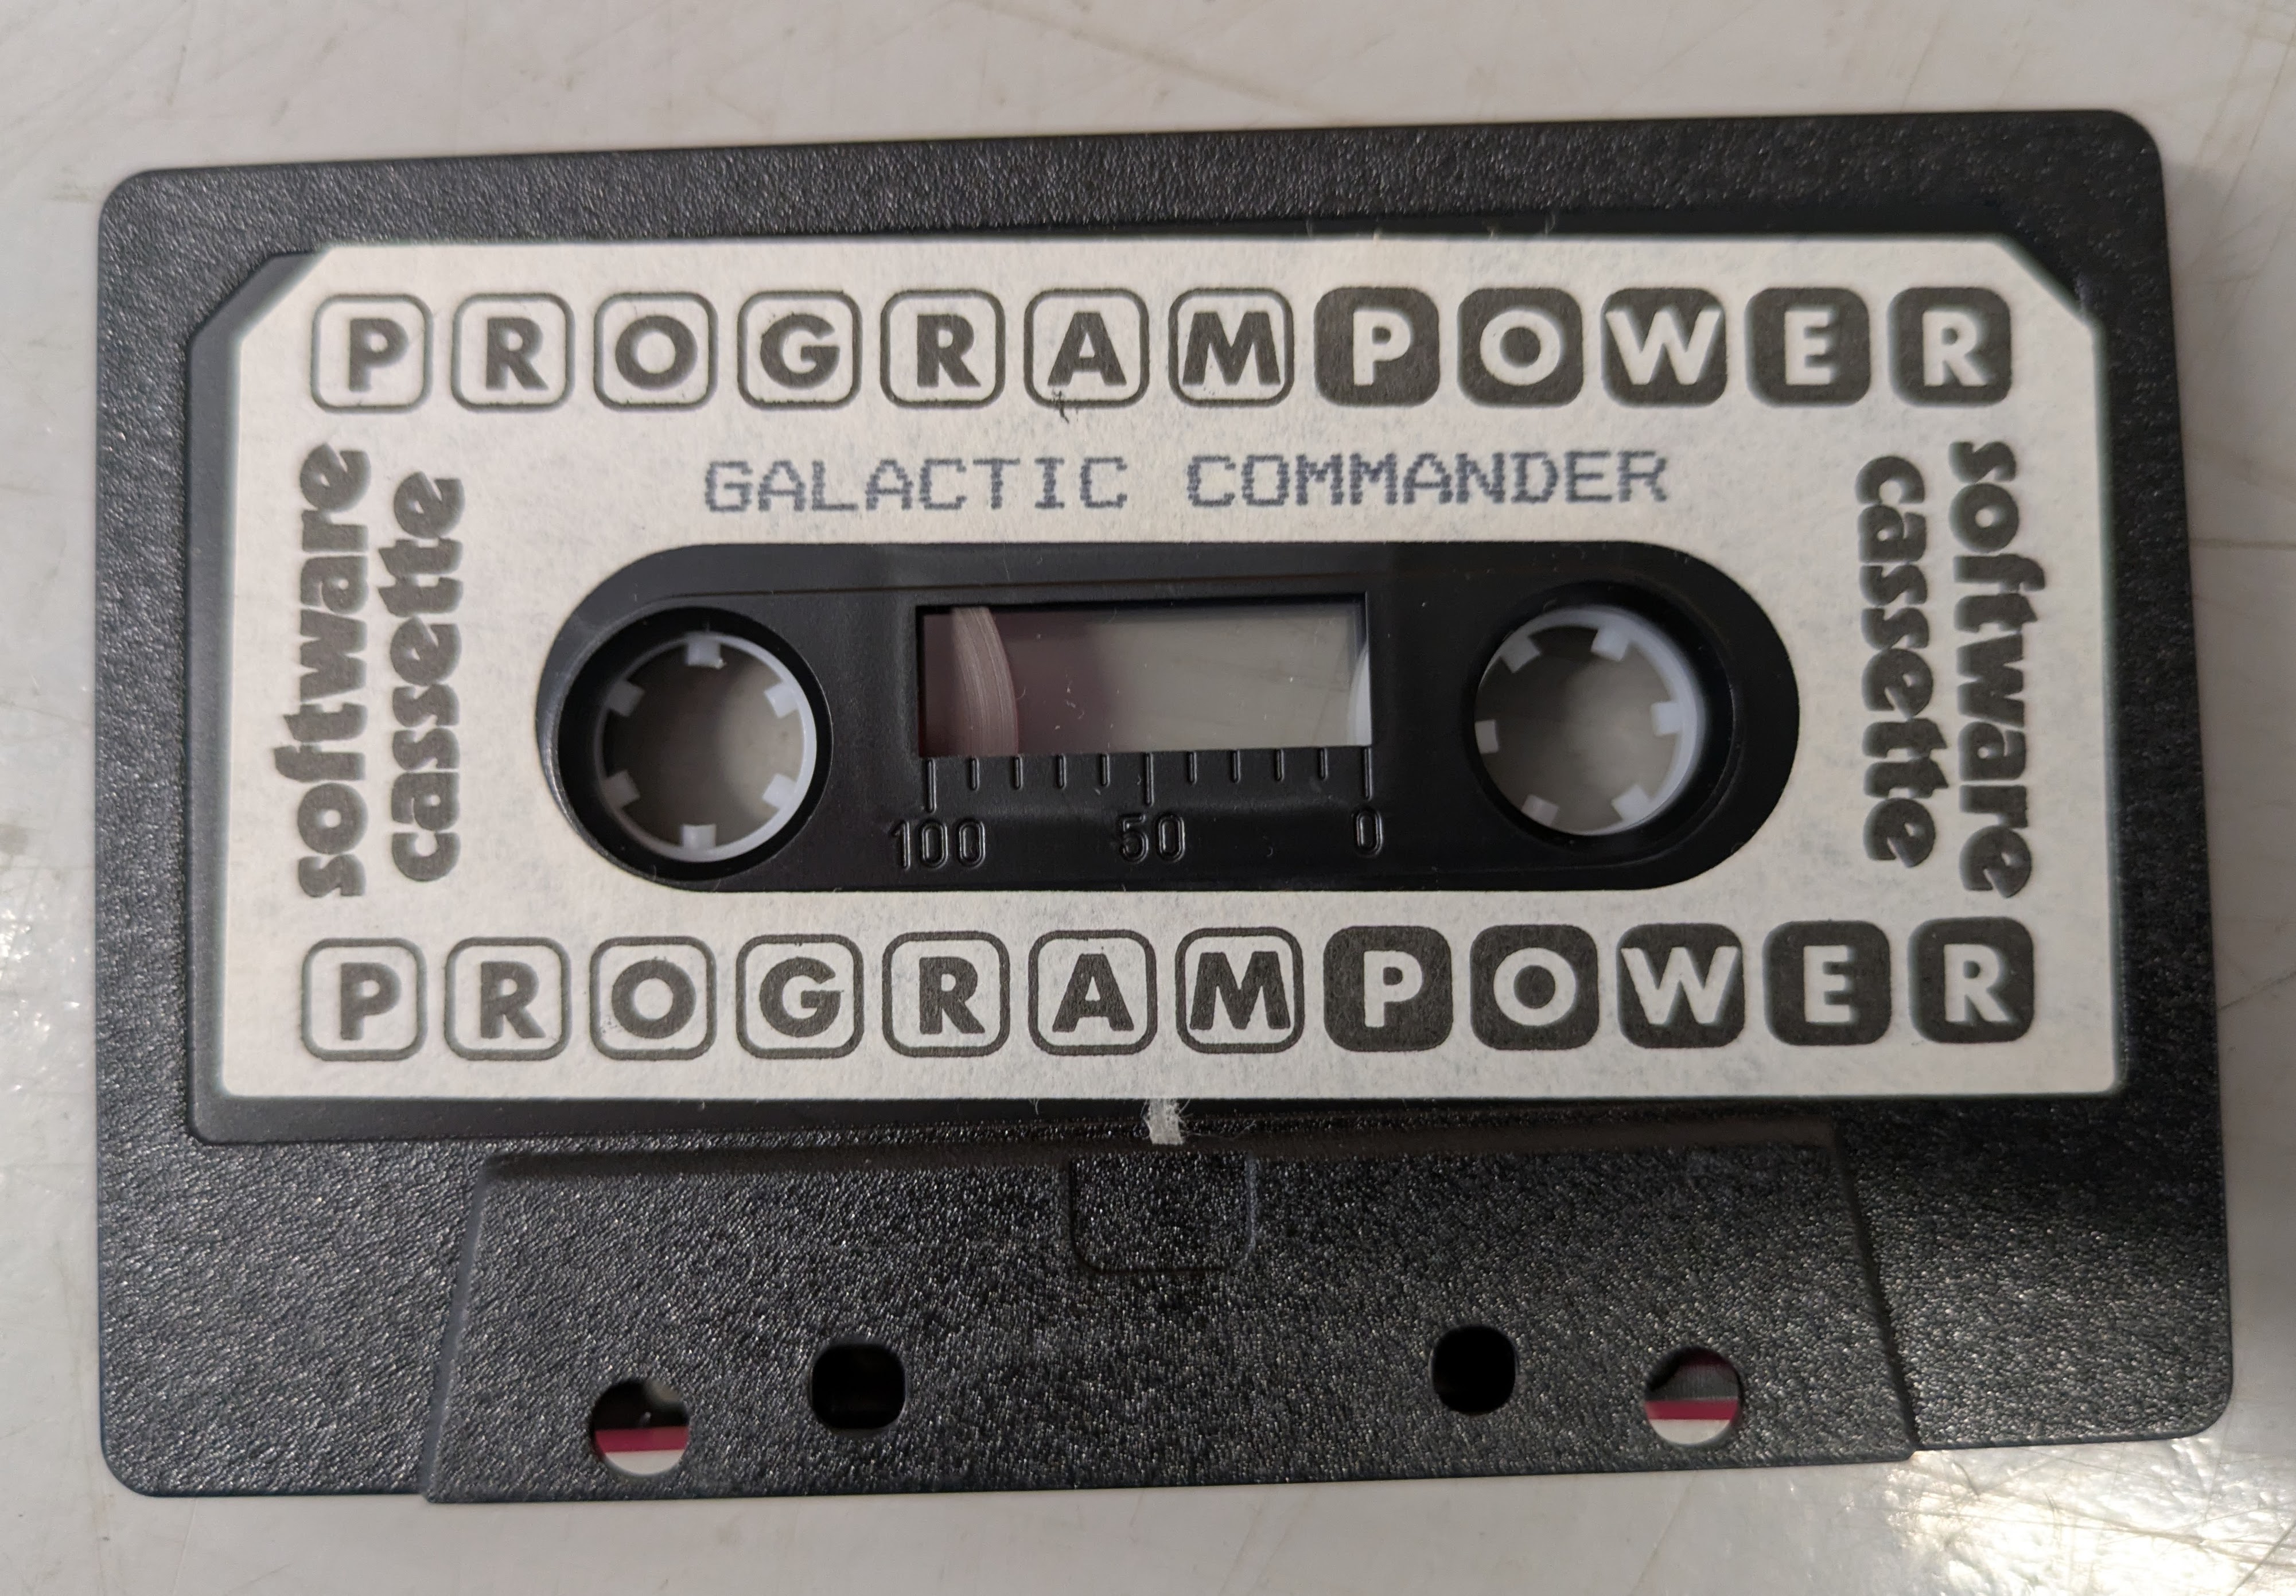 PROGRAMPOWER
GALACTIC COMMANDER
software
cassette
software
cassette
100 50 0
PROGRAMPOWER